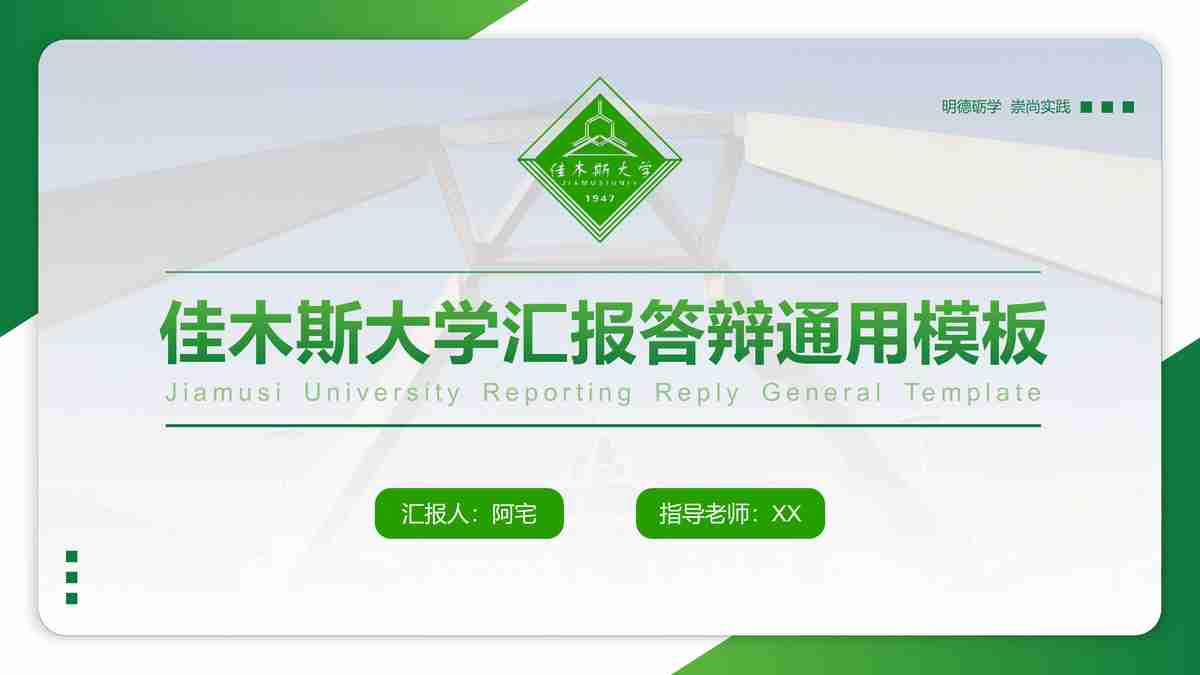 明德砺学 崇尚实践
佳木斯大学
JIAMUSIUNIV
1947
佳木斯大学汇报答辩通用模板
Jiamusi University Reporting Reply General Template
汇报人：阿宅
指导老师：XX